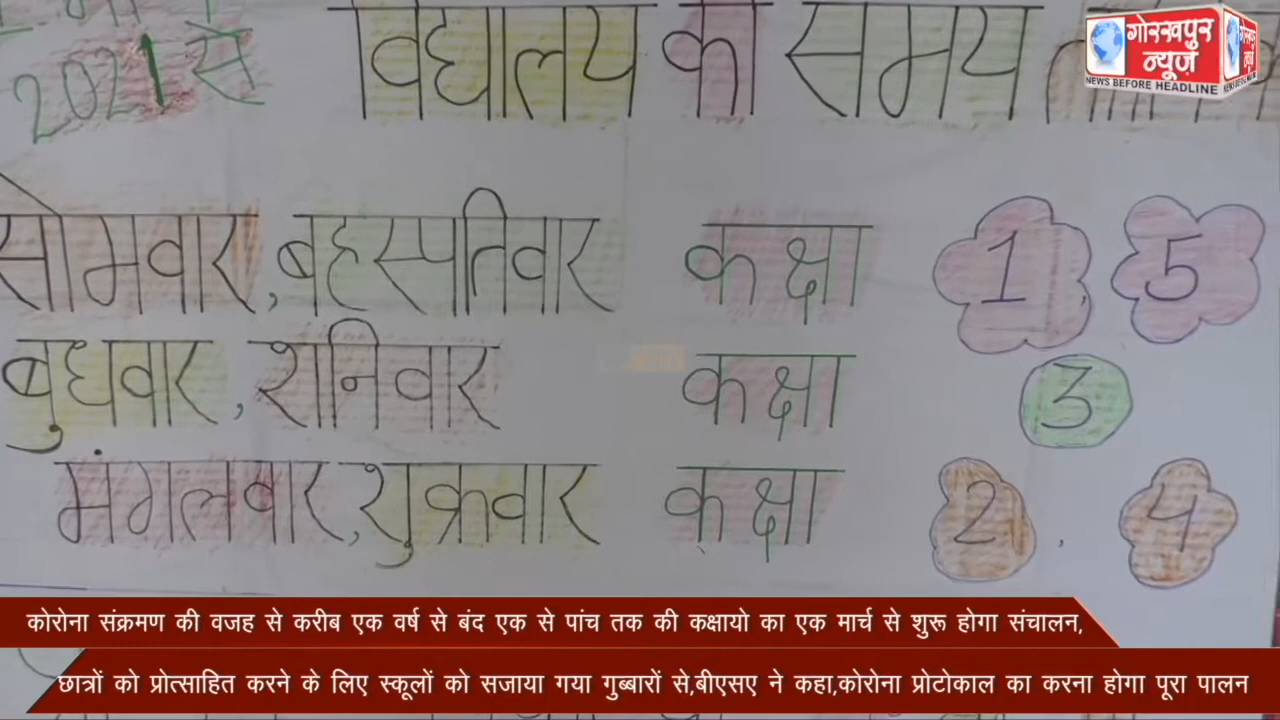 2021 से
विद्यालय की समय
सोमवार, बृहस्पतिवार कक्षा 1, 5
बुधवार, शनिवार कक्षा 3
मंगलवार, शुक्रवार कक्षा 2, 4
गोरखपुर
न्यूज़
NEWS BEFORE HEADLINE
कोरोना संक्रमण की वजह से करीब एक वर्ष से बंद एक से पांच तक की कक्षायो का एक मार्च से शुरू होगा संचालन,
छात्रों को प्रोत्साहित करने के लिए स्कूलों को सजाया गया गुब्बारों से,बीएसए ने कहा,कोरोना प्रोटोकाल का करना होगा पूरा पालन